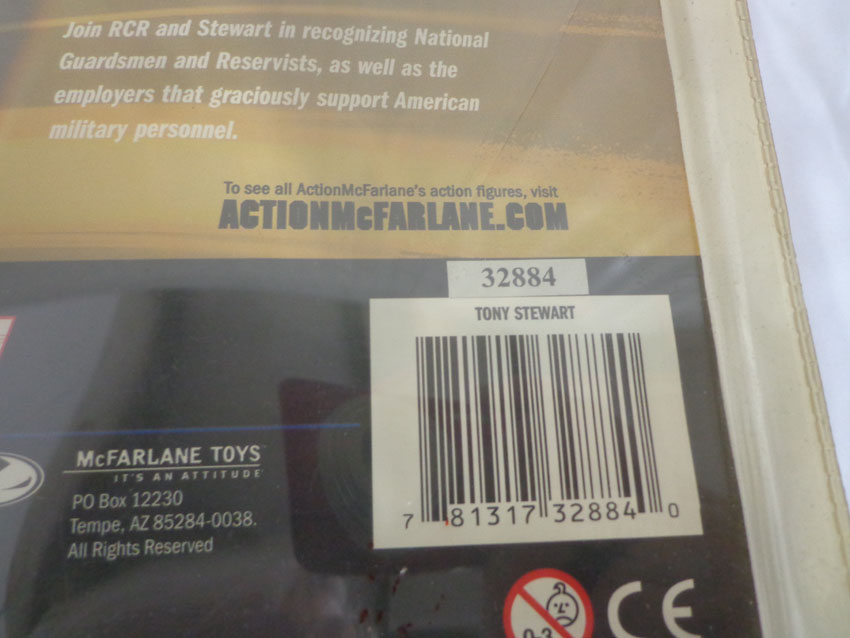 Join RCR and Stewart in recognizing National
Guardsmen and Reservists, as well as the
employers that graciously support American
military personnel.
To see all ActionMcFarlane's action figures, visit
ACTIONMcFARLANE.COM
32884
TONY STEWART
7 81317 32884 0
McFARLANE TOYS
IT'S AN ATTITUDE
PO Box 12230
Tempe, AZ 85284-0038.
All Rights Reserved
0-3
CE